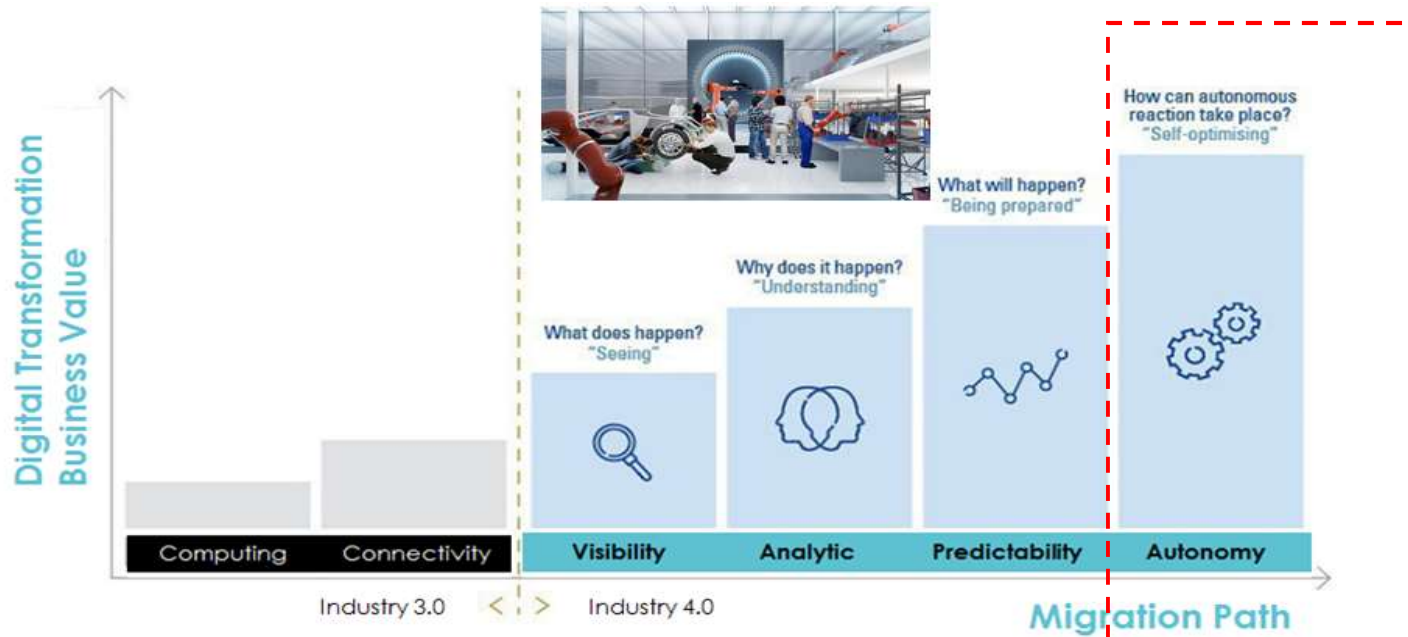 Digital Transformation
Business Value
How can autonomous
reaction take place?
"Self-optimising"
What will happen?
"Being prepared"
Why does it happen?
"Understanding"
What does happen?
"Seeing"
Computing
Connectivity
Visibility
Analytic
Predictability
Autonomy
Industry 3.0 < > Industry 4.0
Migration Path